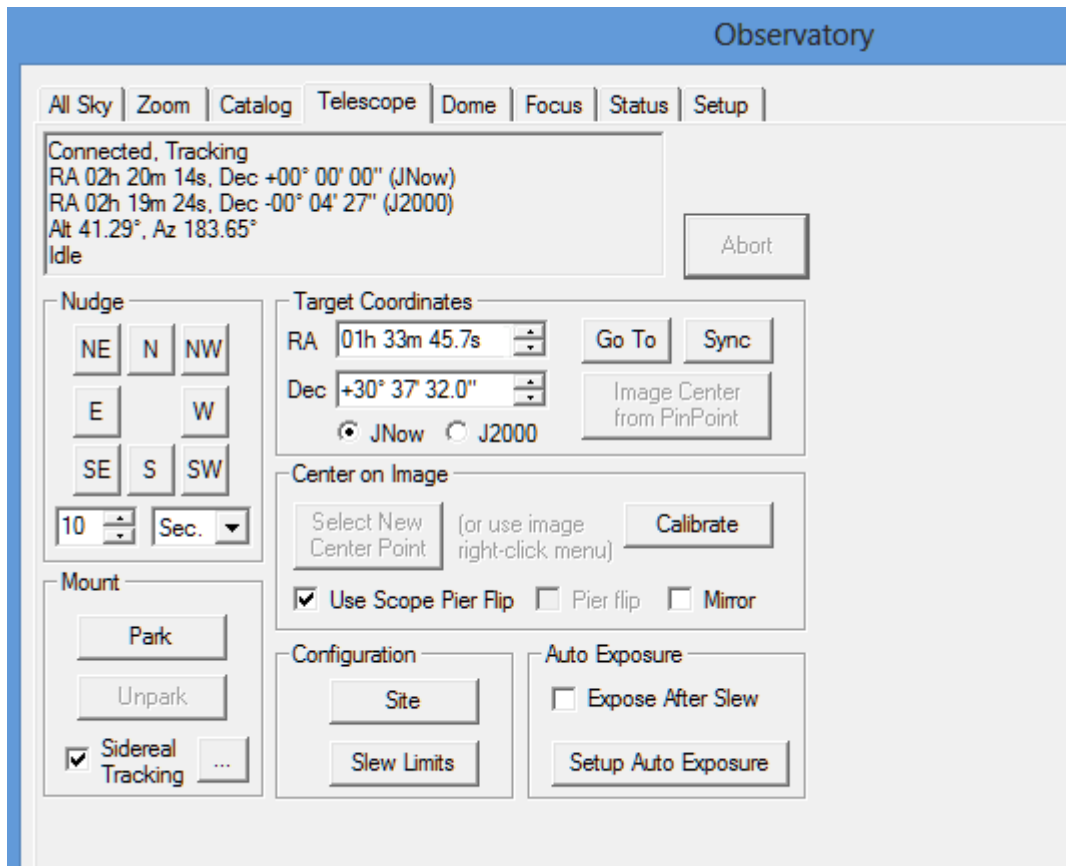 Observatory
All Sky Zoom Catalog Telescope Dome Focus Status Setup
Connected, Tracking
RA 02h 20m 14s, Dec +00° 00' 00" (JNow)
RA 02h 19m 24s, Dec -00° 04' 27" (J2000)
Alt 41.29°, Az 183.65°
Idle
Abort
Nudge
NE N NW
E W
SE S SW
10 Sec.
Target Coordinates
RA 01h 33m 45.7s Go To Sync
Dec +30° 37' 32.0"
Image Center
from PinPoint
JNow J2000
Center on Image
Select New
Center Point
(or use image
right-click menu)
Calibrate
Use Scope Pier Flip Pier flip Mirror
Mount
Park
Unpark
Sidereal
Tracking
...
Configuration
Site
Slew Limits
Auto Exposure
Expose After Slew
Setup Auto Exposure